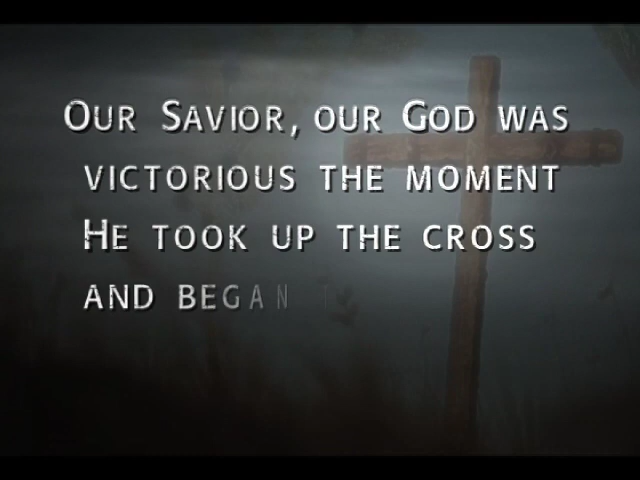 Our Savior, our God was
victorious the moment
He took up the cross
and began